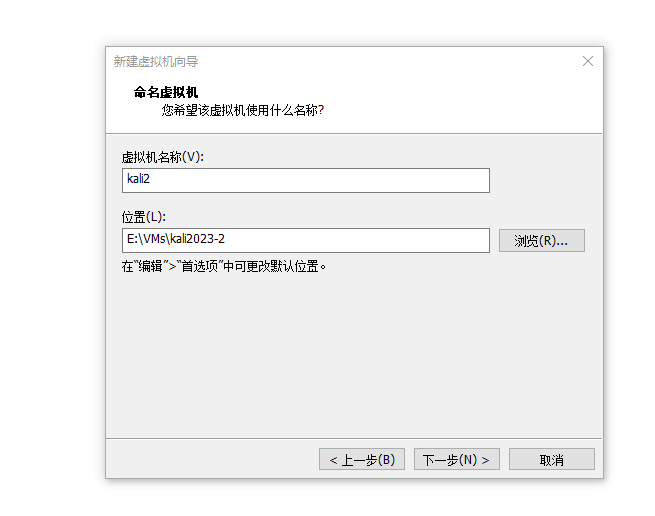 新建虚拟机向导
命名虚拟机
您希望该虚拟机使用什么名称?
虚拟机名称(V):
kali2
位置(L):
E:\VMs\kali2023-2
浏览(R)...
在"编辑">"首选项"中可更改默认位置。
< 上一步(B)
下一步(N) >
取消